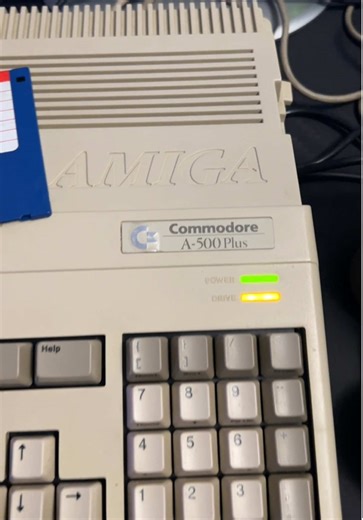 AMIGA
Commodore
A-500 Plus
POWER
DRIVE
Help
( [
) ]
/
7 8 9
4 5 6 +
1 2 3
↑
↓ →